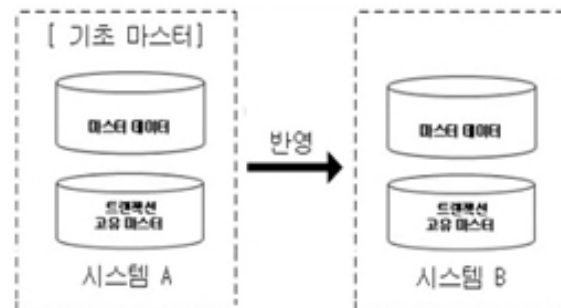 [ 기초 마스터]
마스터 데이터
트랜잭션
고유 마스터
시스템 A
반영
마스터 데이터
트랜잭션
고유 마스터
시스템 B